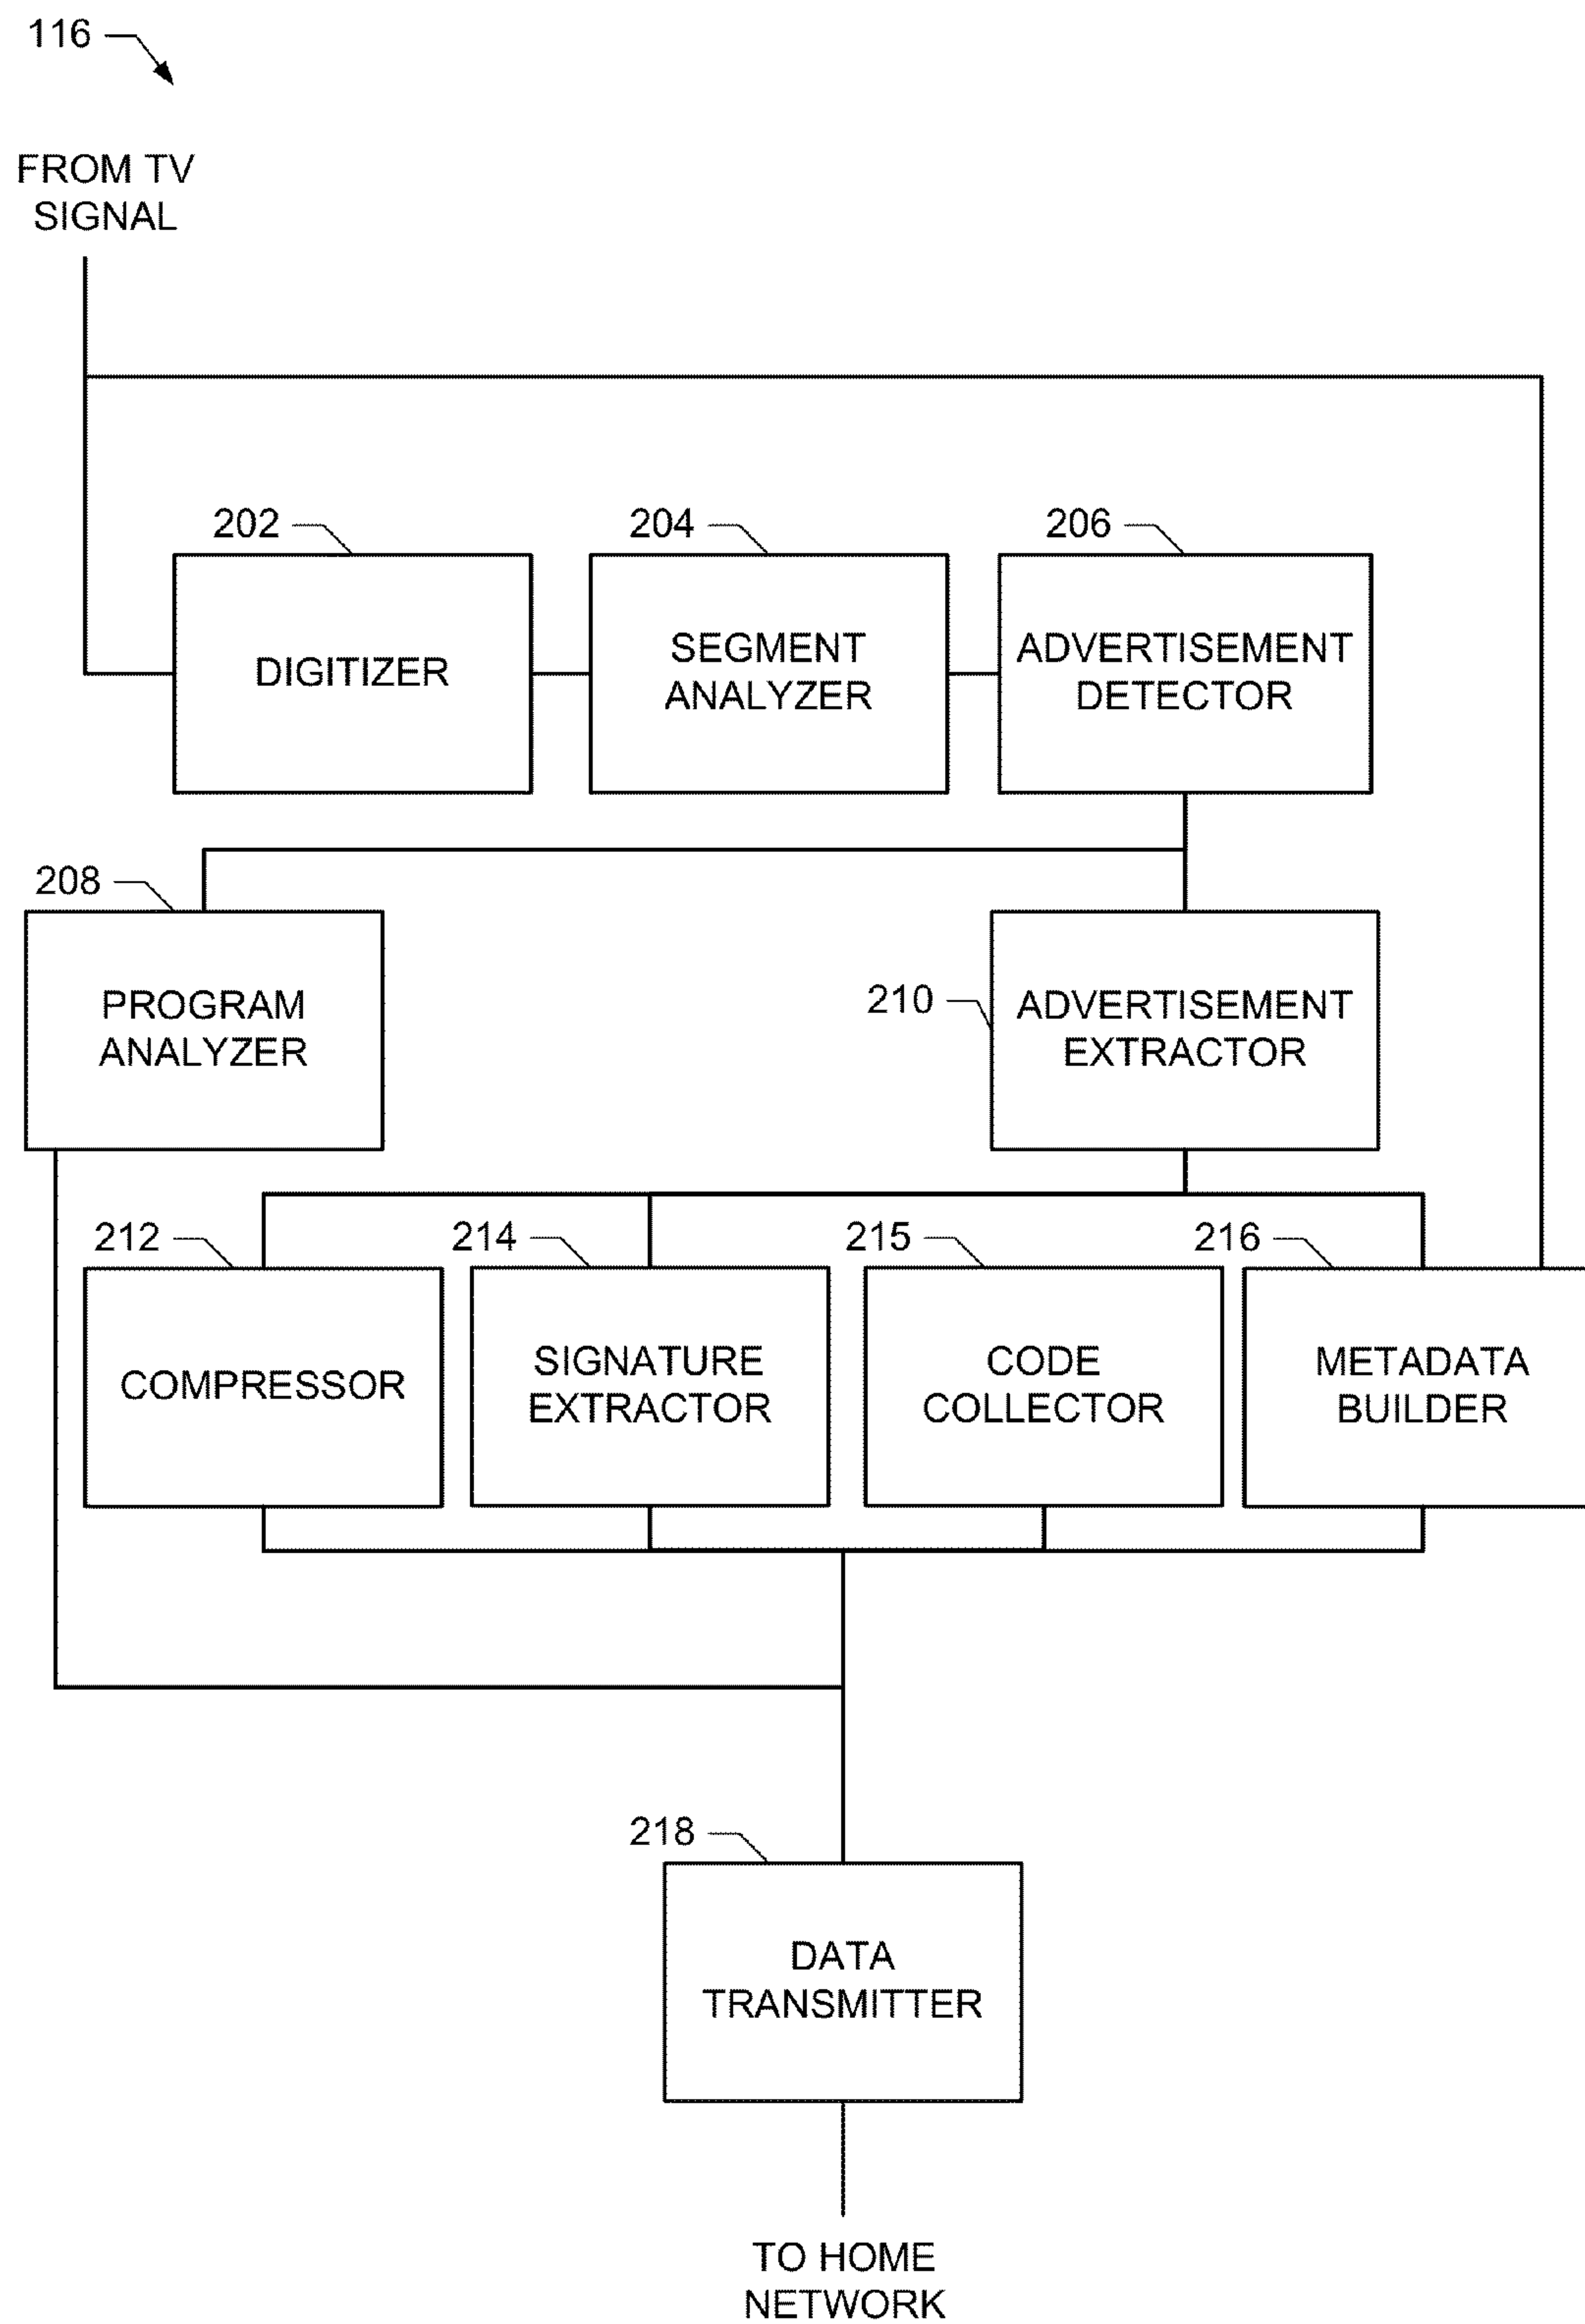 116
FROM TV
SIGNAL
202
204
206
DIGITIZER
SEGMENT
ANALYZER
ADVERTISEMENT
DETECTOR
208
PROGRAM
ANALYZER
210
ADVERTISEMENT
EXTRACTOR
212
214
215
216
COMPRESSOR
SIGNATURE
EXTRACTOR
CODE
COLLECTOR
METADATA
BUILDER
218
DATA
TRANSMITTER
TO HOME
NETWORK